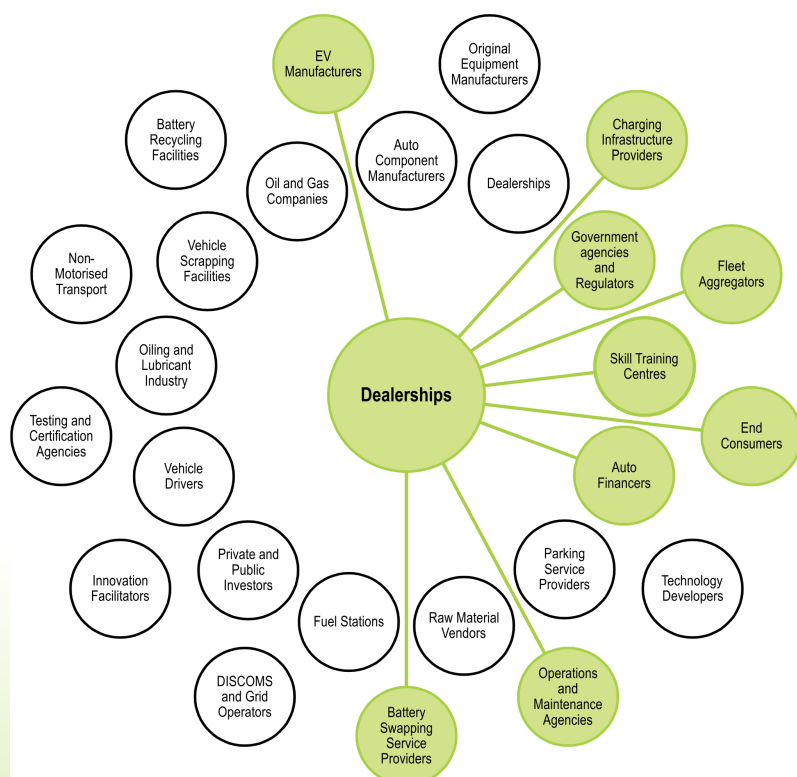 EV
Manufacturers
Original
Equipment
Manufacturers
Battery
Recycling
Facilities
Auto
Component
Manufacturers
Charging
Infrastructure
Providers
Oil and Gas
Companies
Dealerships
Non-
Motorised
Transport
Vehicle
Scrapping
Facilities
Government
agencies
and
Regulators
Fleet
Aggregators
Oiling and
Lubricant
Industry
Dealerships
Skill Training
Centres
Testing and
Certification
Agencies
End
Consumers
Vehicle
Drivers
Auto
Financers
Innovation
Facilitators
Private and
Public
Investors
Parking
Service
Providers
Technology
Developers
Fuel Stations
Raw Material
Vendors
DISCOMS
and Grid
Operators
Battery
Swapping
Service
Providers
Operations
and
Maintenance
Agencies